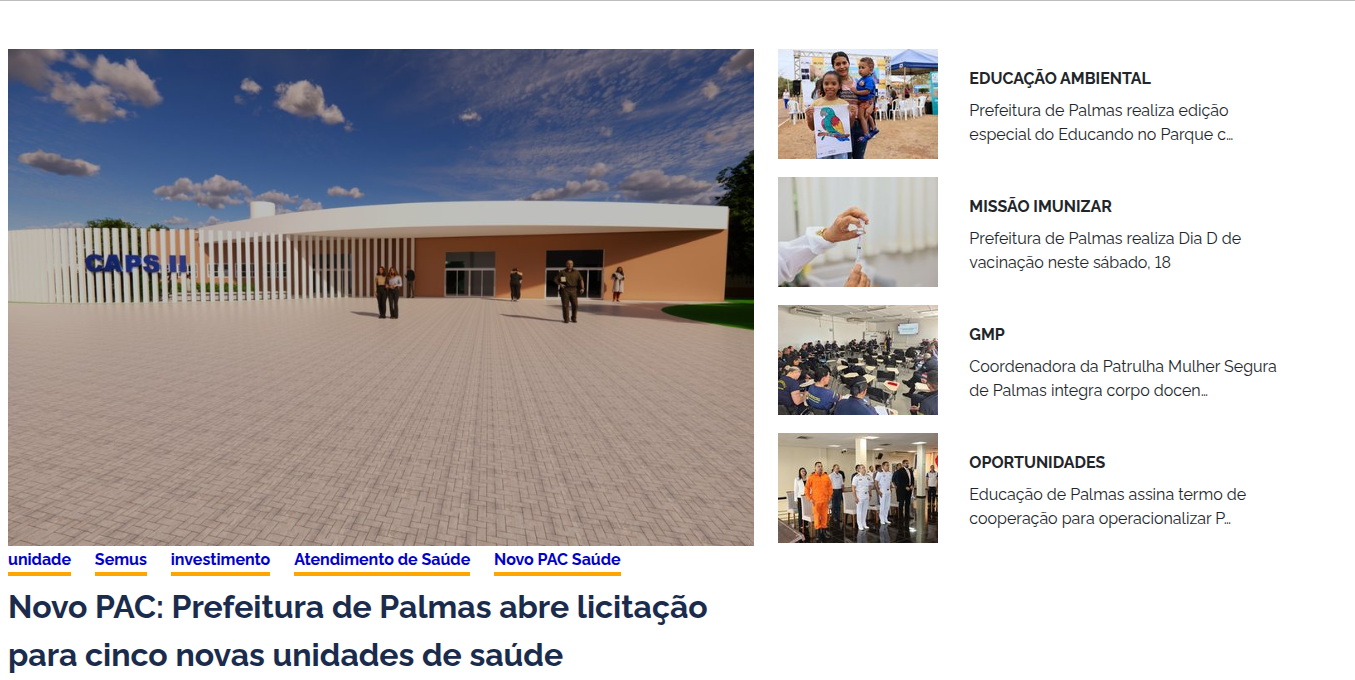 CAPS II
unidade Semus investimento Atendimento de Saúde Novo PAC Saúde
Novo PAC: Prefeitura de Palmas abre licitação
para cinco novas unidades de saúde
EDUCAÇÃO AMBIENTAL
Prefeitura de Palmas realiza edição
especial do Educando no Parque c...
MISSÃO IMUNIZAR
Prefeitura de Palmas realiza Dia D de
vacinação neste sábado, 18
GMP
Coordenadora da Patrulha Mulher Segura
de Palmas integra corpo docen...
OPORTUNIDADES
Educação de Palmas assina termo de
cooperação para operacionalizar P...